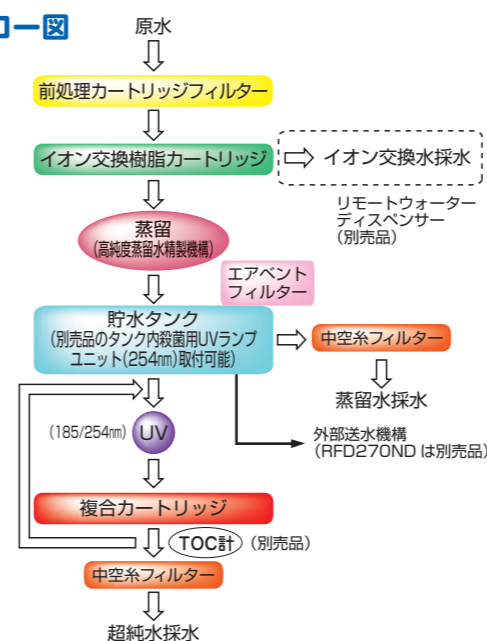 ロー図
原水
前処理カートリッジフィルター
イオン交換樹脂カートリッジ
イオン交換水採水
リモートウォーター
ディスペンサー
(別売品)
蒸留
(高純度蒸留水精製機構)
エアベント
フィルター
貯水タンク
(別売品のタンク内殺菌用UVランプ
ユニット(254㎚)取付可能)
中空糸フィルター
蒸留水採水
外部送水機構
(RFD270ND は別売品)
(185/254㎚)
UV
複合カートリッジ
TOC計
(別売品)
中空糸フィルター
超純水採水